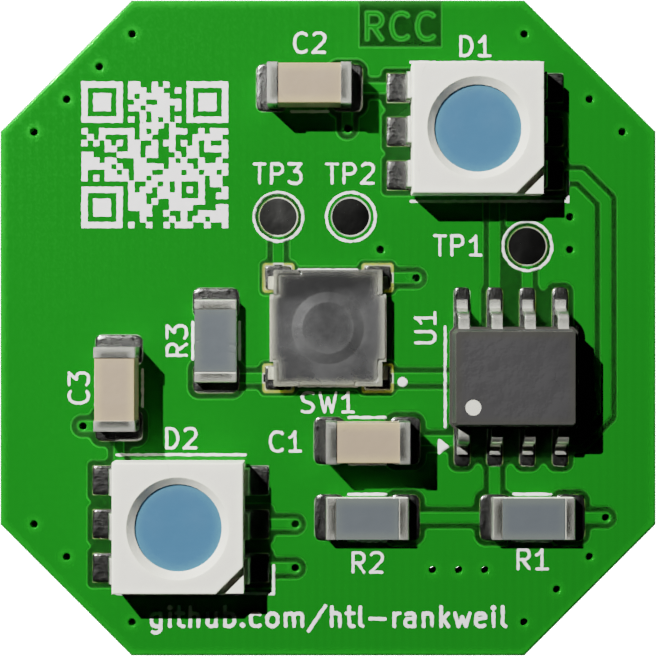 RCC
C2
D1
TP3 TP2
TP1
R3
U1
C3
SW1
D2
C1
R2
R1
github.com/htl-rankweil